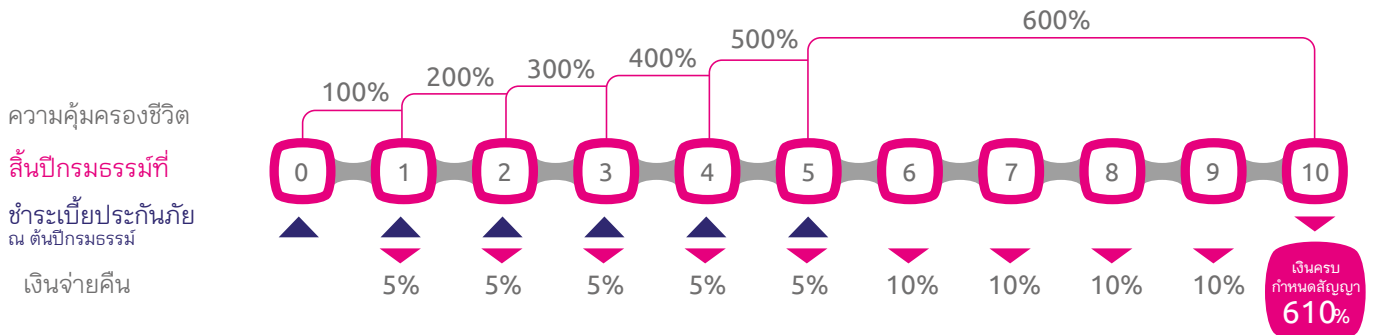 600%
500%
400%
300%
200%
100%
ความคุ้มครองชีวิต
สิ้นปีกรมธรรม์ที่ 0 1 2 3 4 5 6 7 8 9 10
ชำระเบี้ยประกันภัย
ณ ต้นปีกรมธรรม์
เงินจ่ายคืน 5% 5% 5% 5% 5% 10% 10% 10% 10%
เงินครบ
กำหนดสัญญา
610%